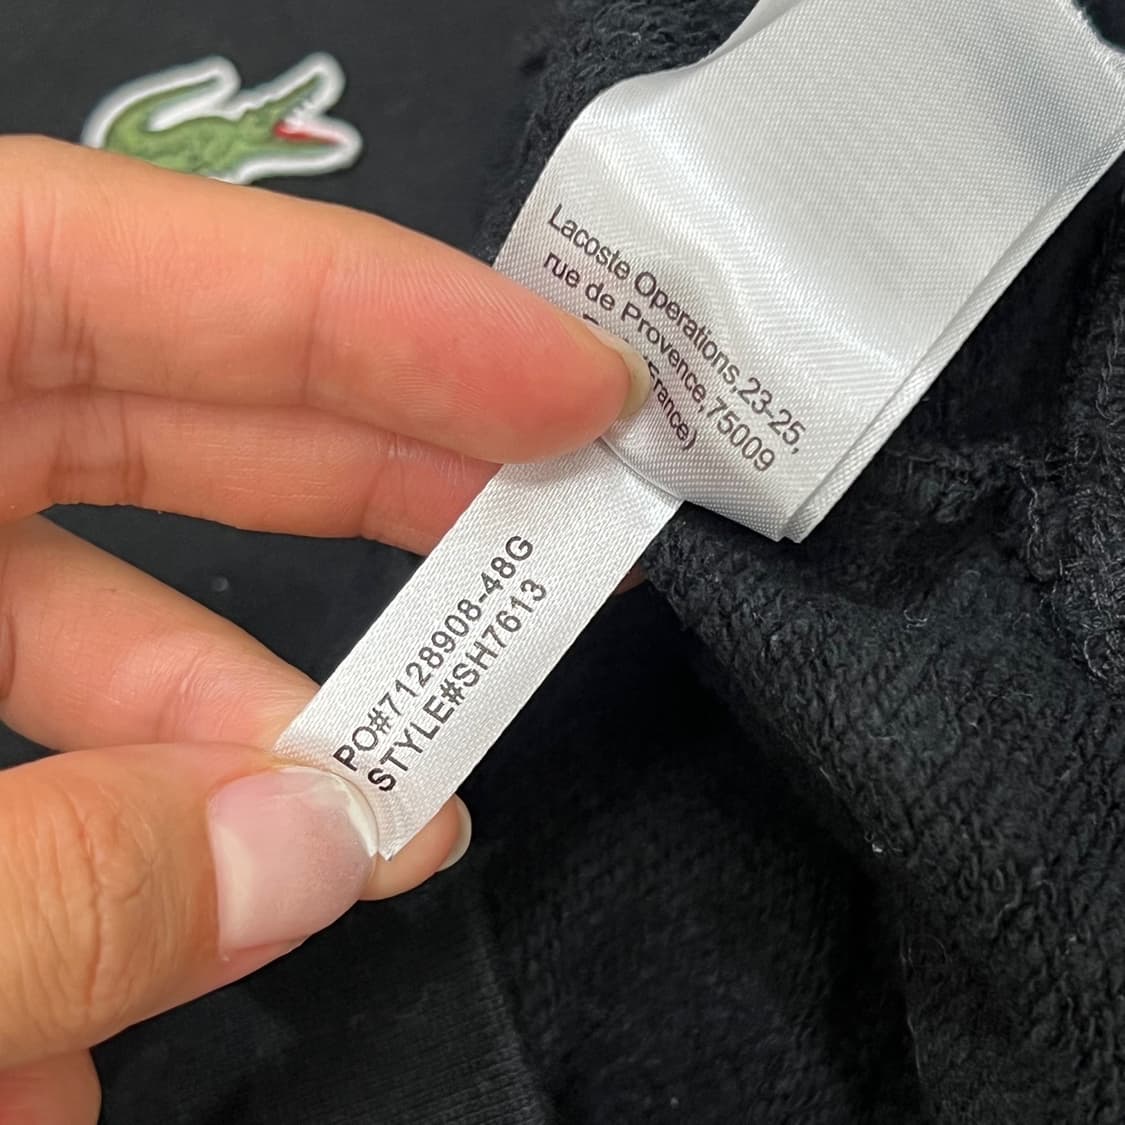 Lacoste Operations,23-25,
rue de Provence,75009
(France)
PO#7128908-48G
STYLE#SH7613